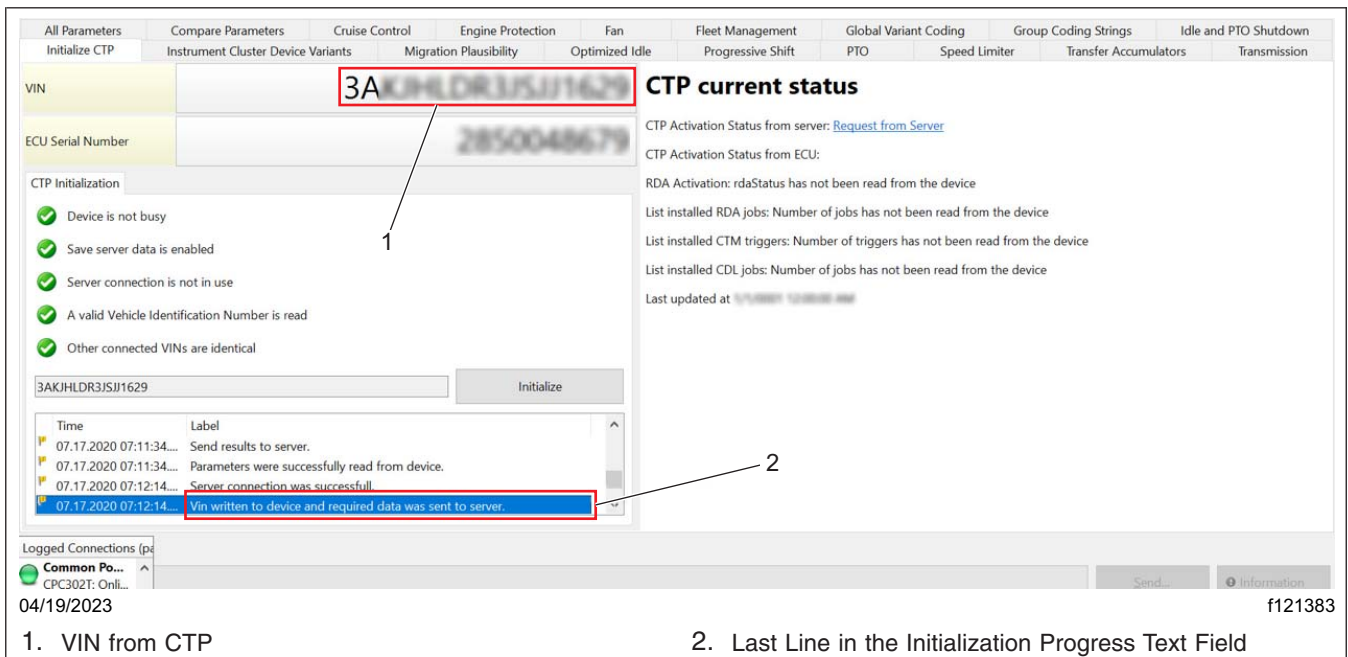 All Parameters Compare Parameters Cruise Control Engine Protection Fan Fleet Management Global Variant Coding Group Coding Strings Idle and PTO Shutdown
Initialize CTP Instrument Cluster Device Variants Migration Plausibility Optimized Idle Progressive Shift PTO Speed Limiter Transfer Accumulators Transmission
VIN 3A
ECU Serial Number
CTP Initialization
Device is not busy
Save server data is enabled
Server connection is not in use
A valid Vehicle Identification Number is read
Other connected VINs are identical
3AKJHLDR3JSJJ1629 Initialize
Time Label
07.17.2020 07:11:34.... Send results to server.
07.17.2020 07:11:34.... Parameters were successfully read from device.
07.17.2020 07:12:14.... Server connection was successfull.
07.17.2020 07:12:14.... Vin written to device and required data was sent to server.
1
2
CTP current status
CTP Activation Status from server: Request from Server
CTP Activation Status from ECU:
RDA Activation: rdaStatus has not been read from the device
List installed RDA jobs: Number of jobs has not been read from the device
List installed CTM triggers: Number of triggers has not been read from the device
List installed CDL jobs: Number of jobs has not been read from the device
Last updated at
Logged Connections (pa
Common Po...
CPC302T: Onli...
Send... Information
04/19/2023 f121383
1. VIN from CTP 2. Last Line in the Initialization Progress Text Field